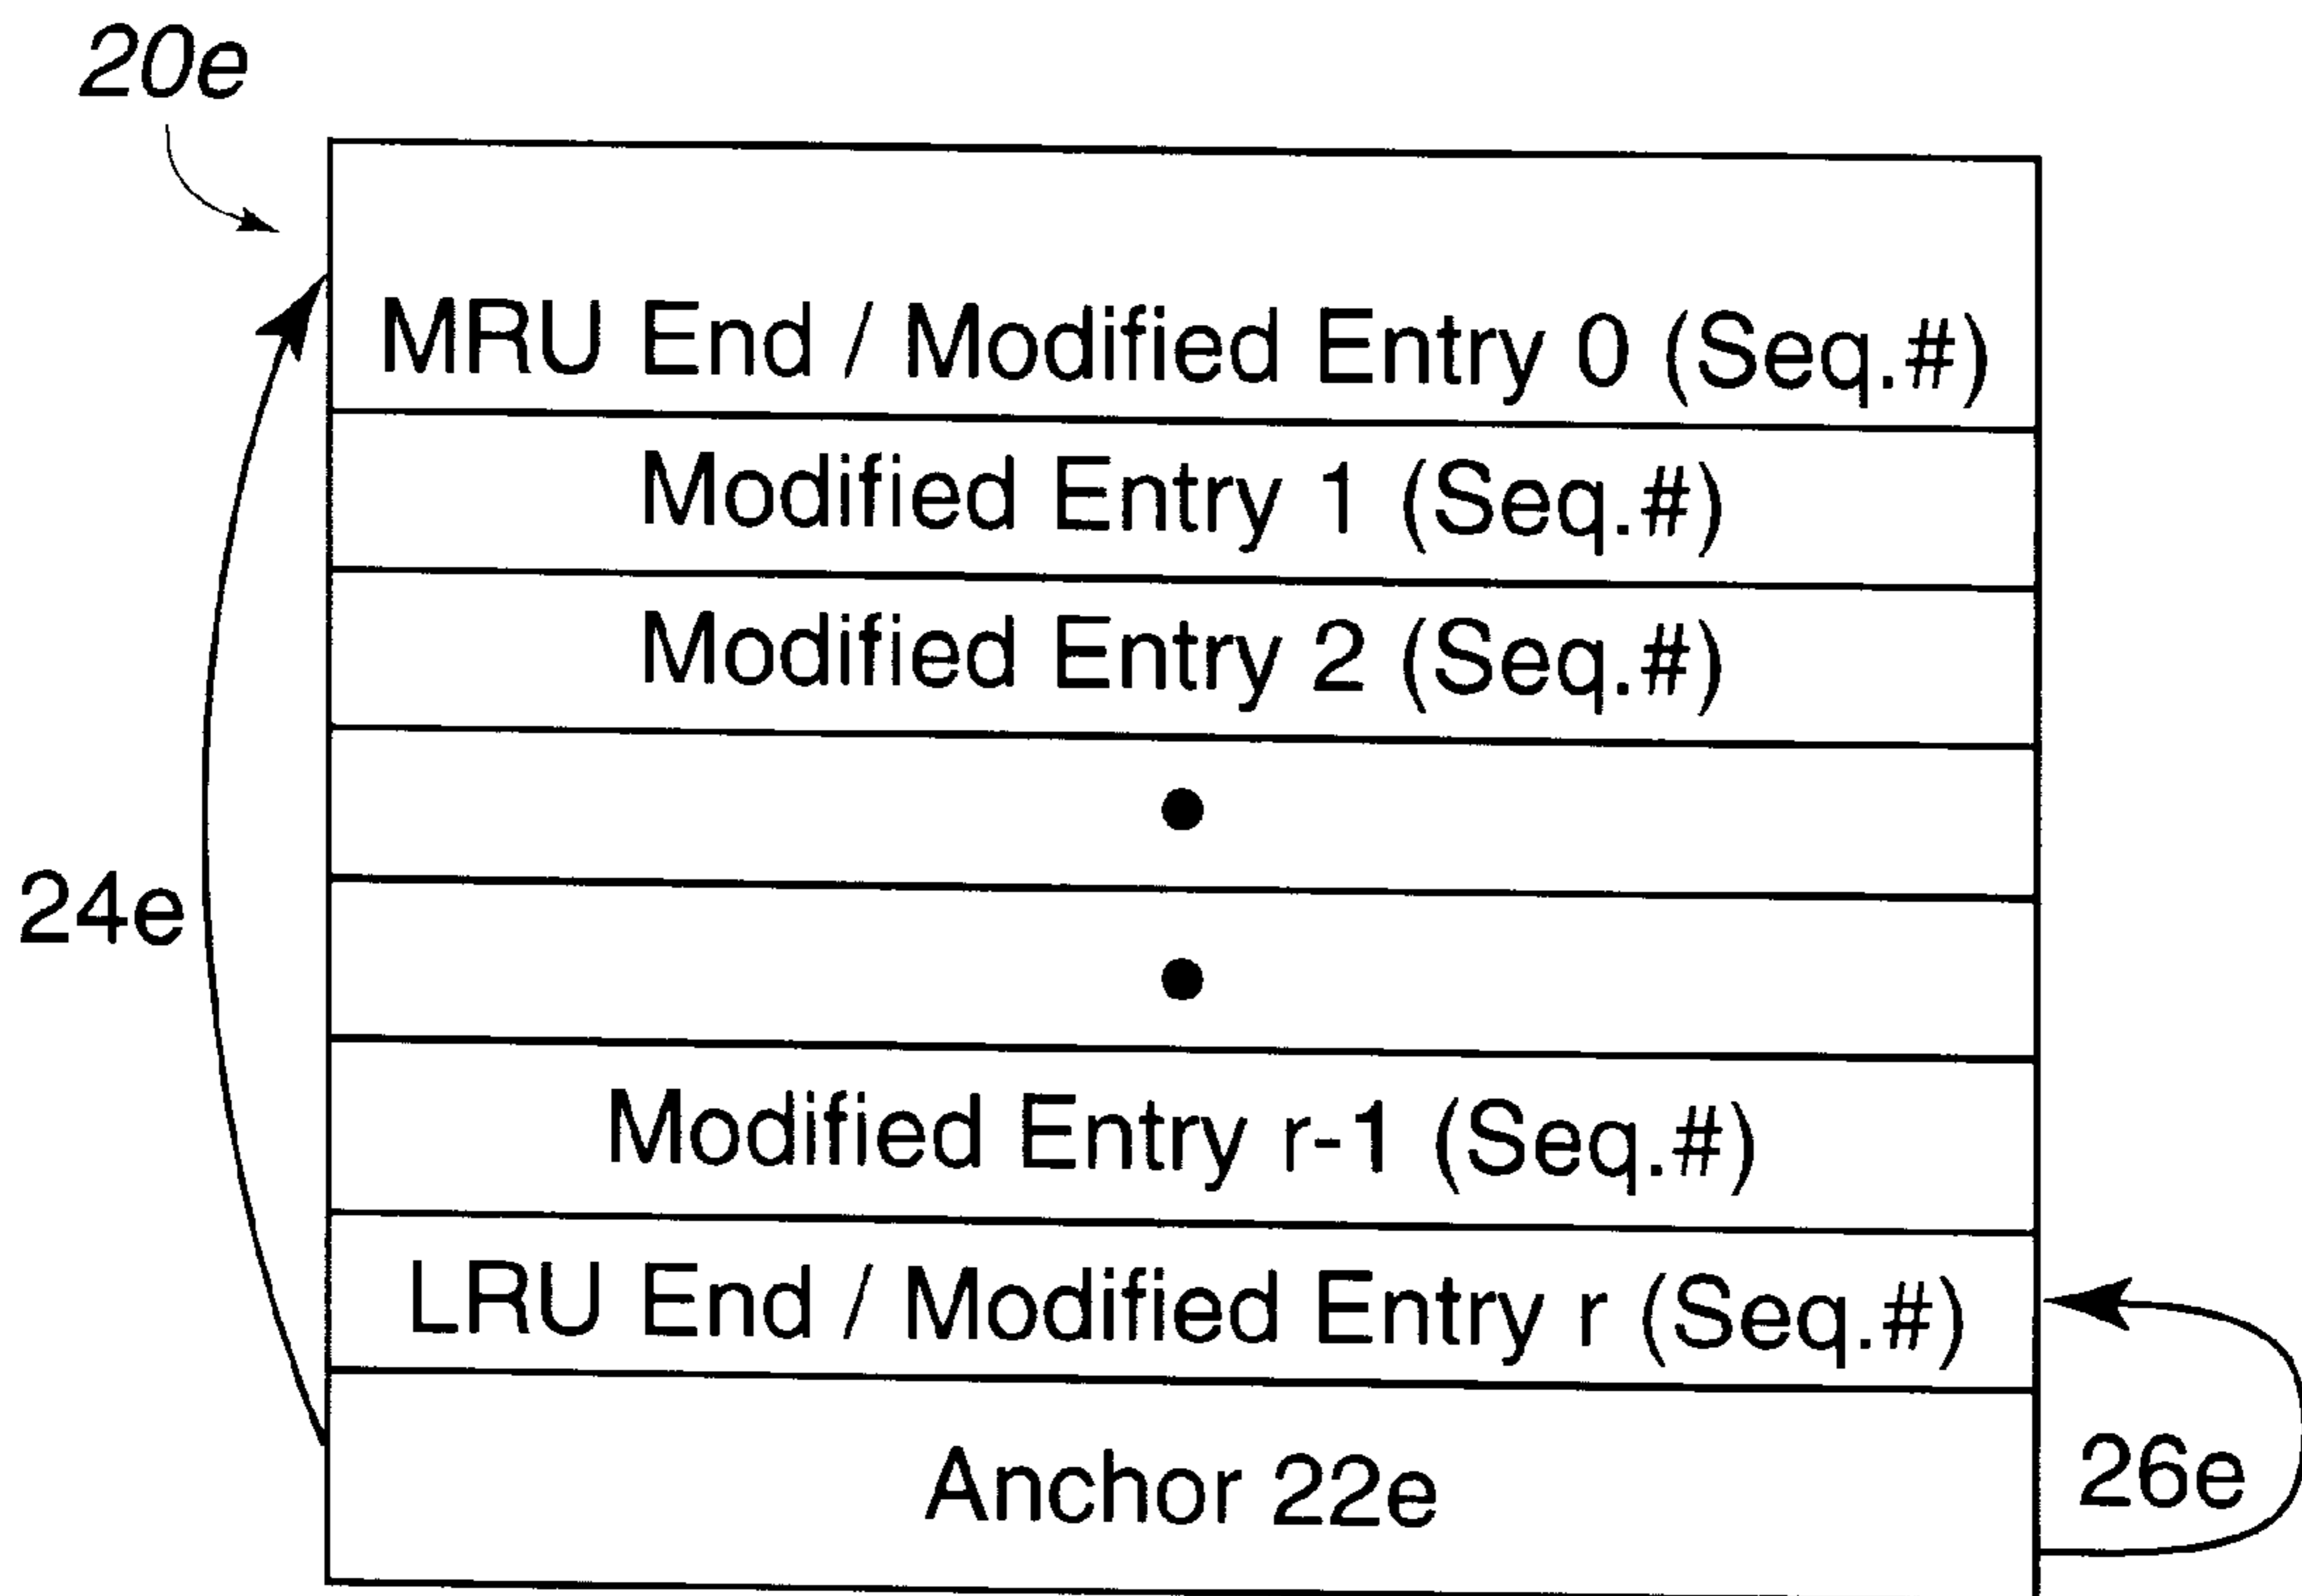 20e
MRU End / Modified Entry 0 (Seq.#)
Modified Entry 1 (Seq.#)
Modified Entry 2 (Seq.#)
24e
Modified Entry r-1 (Seq.#)
LRU End / Modified Entry r (Seq.#)
Anchor 22e
26e